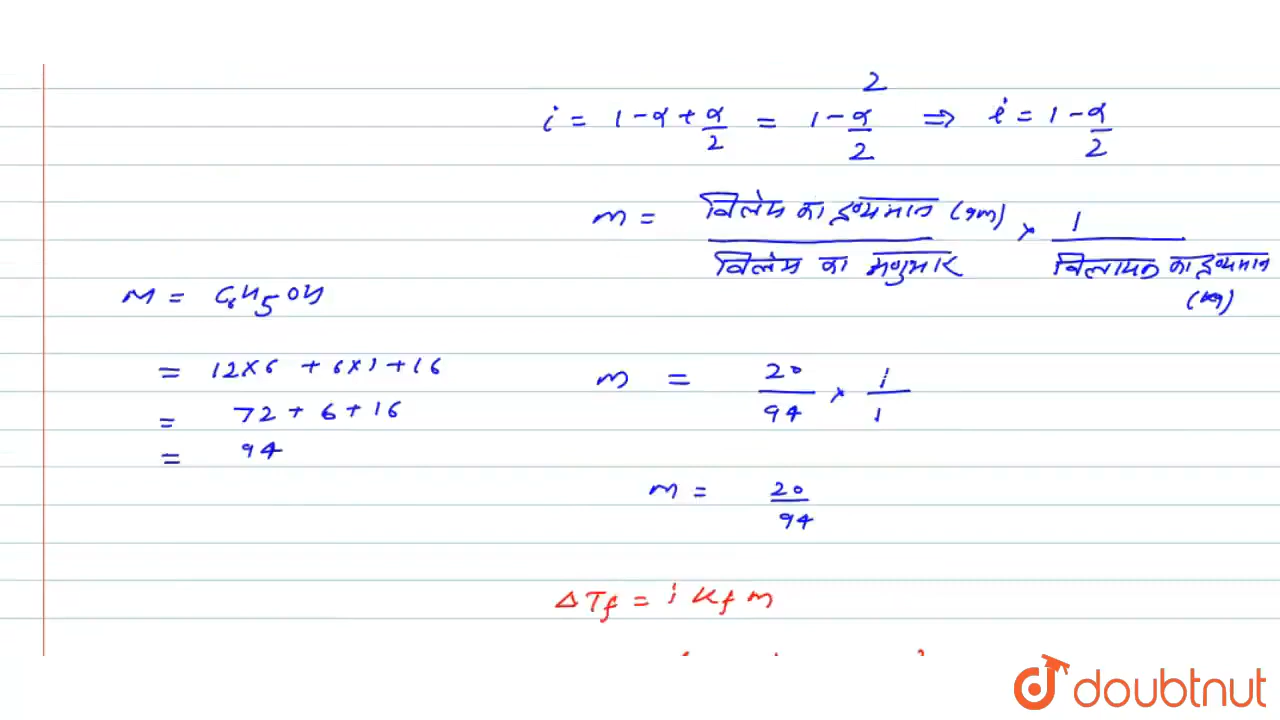 2
i = 1 - α + α/2 = 1 - α/2 ⇒ i = 1 - α/2
m = विलेय का द्रव्यमान (gm) / विलेय का अणुभार × 1 / विलायक का द्रव्यमान (kg)
M = C6H5OH
= 12×6 + 6×1 + 16
= 72 + 6 + 16
= 94
m = 20/94 × 1/1
m = 20/94
ΔTf = i Kf m
doubtnut